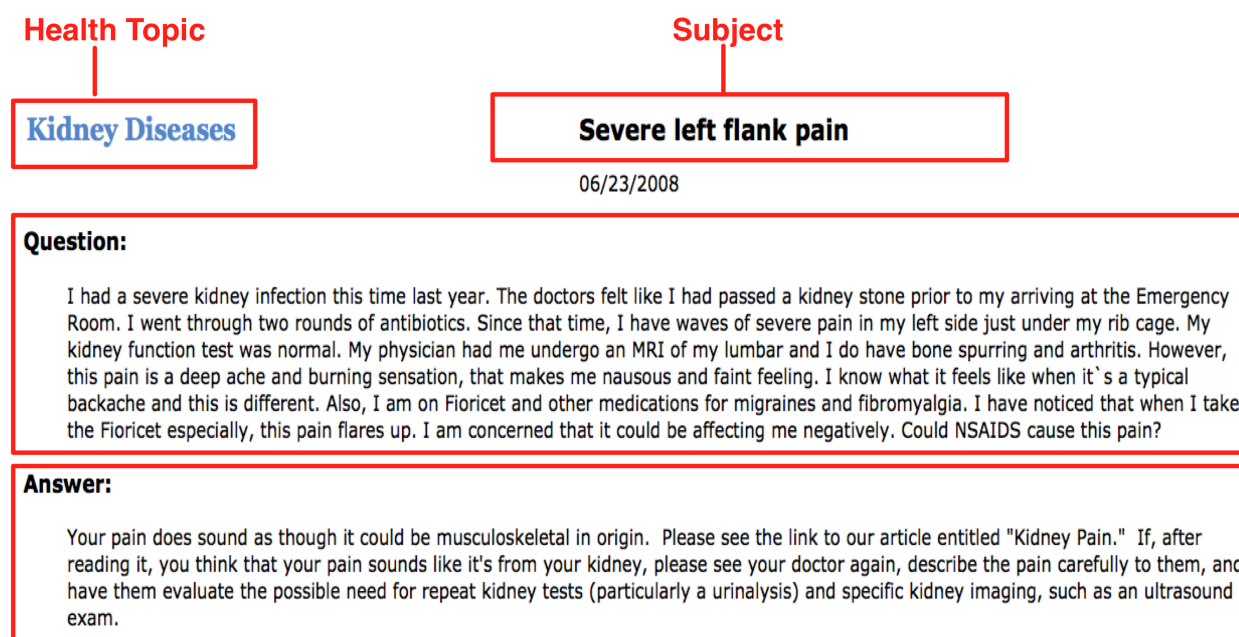 Health Topic
Subject
Kidney Diseases
Severe left flank pain
06/23/2008
Question:
I had a severe kidney infection this time last year. The doctors felt like I had passed a kidney stone prior to my arriving at the Emergency
Room. I went through two rounds of antibiotics. Since that time, I have waves of severe pain in my left side just under my rib cage. My
kidney function test was normal. My physician had me undergo an MRI of my lumbar and I do have bone spurring and arthritis. However,
this pain is a deep ache and burning sensation, that makes me nausous and faint feeling. I know what it feels like when it`s a typical
backache and this is different. Also, I am on Fioricet and other medications for migraines and fibromyalgia. I have noticed that when I take
the Fioricet especially, this pain flares up. I am concerned that it could be affecting me negatively. Could NSAIDS cause this pain?
Answer:
Your pain does sound as though it could be musculoskeletal in origin.  Please see the link to our article entitled "Kidney Pain."  If, after
reading it, you think that your pain sounds like it's from your kidney, please see your doctor again, describe the pain carefully to them, and
have them evaluate the possible need for repeat kidney tests (particularly a urinalysis) and specific kidney imaging, such as an ultrasound
exam.